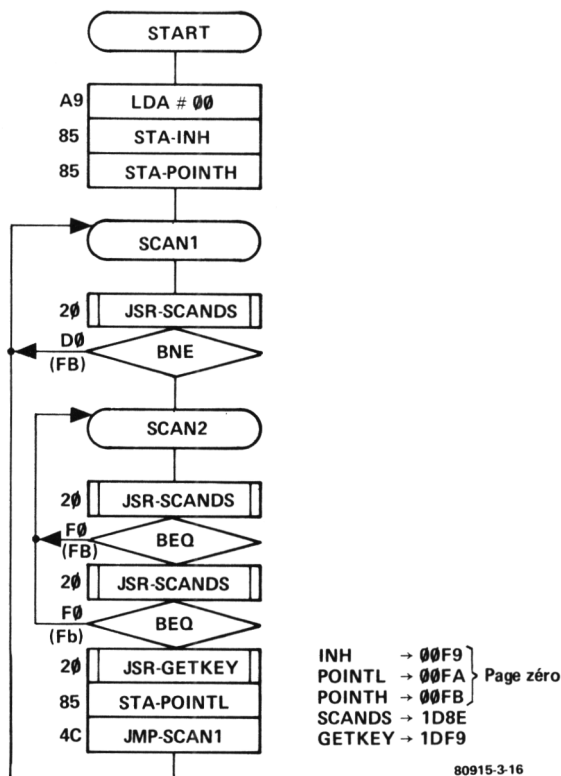 START
A9 LDA # 00
85 STA-INH
85 STA-POINTH
SCAN1
20 JSR-SCANDS
D0 BNE
(FB)
SCAN2
20 JSR-SCANDS
F0 BEQ
(FB)
20 JSR-SCANDS
F0 BEQ
(Fb)
20 JSR-GETKEY
85 STA-POINTL
4C JMP-SCAN1
INH → 00F9
POINTL → 00FA
POINTH → 00FB
Page zéro
SCANDS → 1D8E
GETKEY → 1DF9
80915-3-16